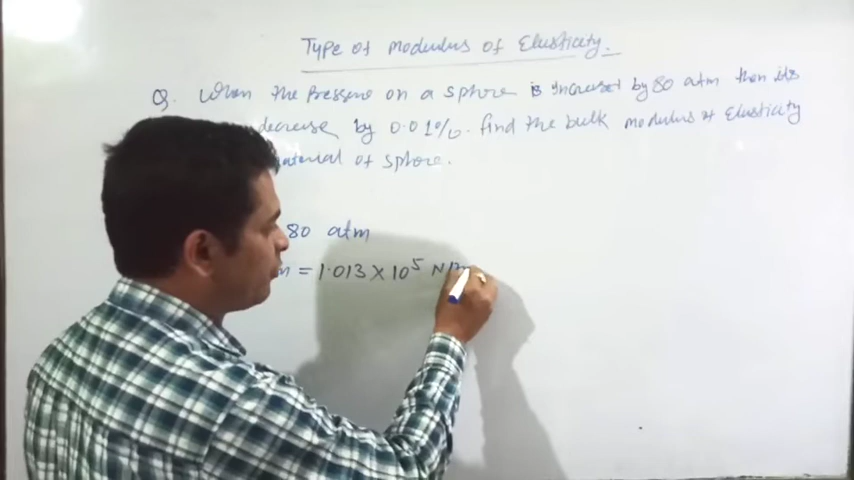 Type of Modulus of Elasticity.
Q. When the Pressure on a sphere is increased by 80 atm then its
decrease by 0.01%. find the bulk modulus of Elasticity
material of sphere.
80 atm
= 1.013 × 10⁵ N/m